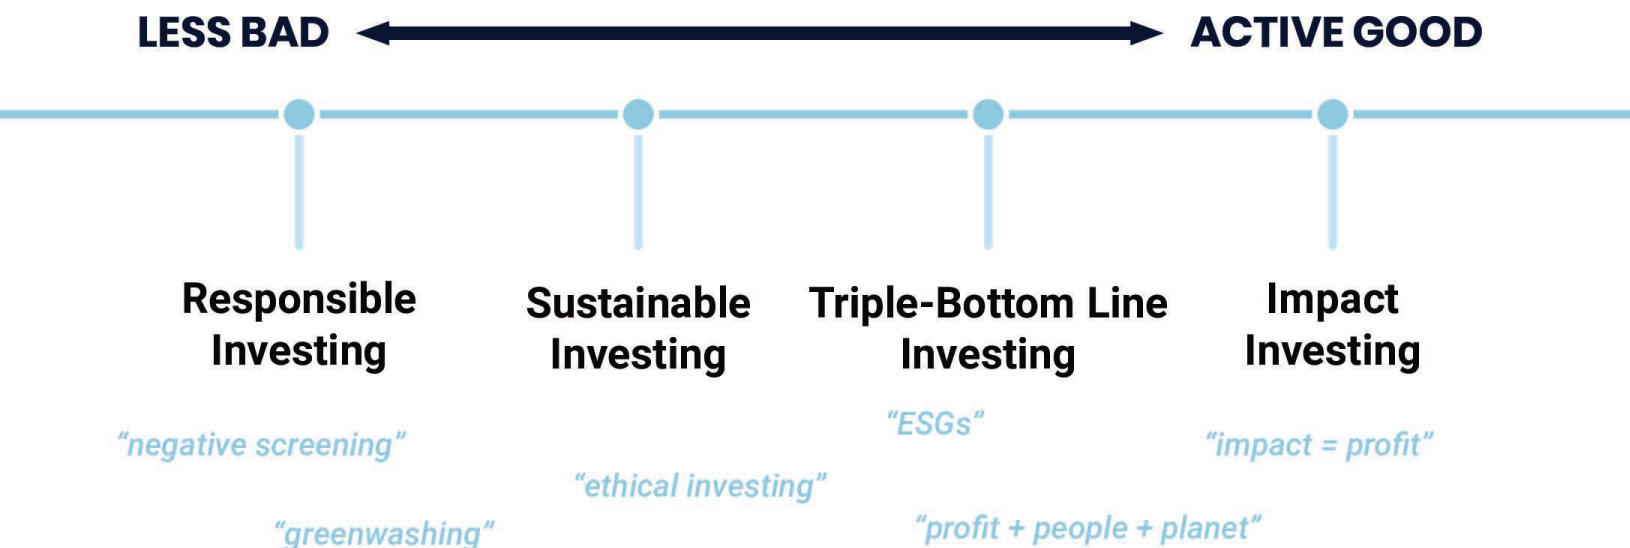 LESS BAD
ACTIVE GOOD
Responsible
Investing
Sustainable
Investing
Triple-Bottom Line
Investing
Impact
Investing
“negative screening”
“greenwashing”
“ethical investing”
“ESGs”
“profit + people + planet”
“impact = profit”